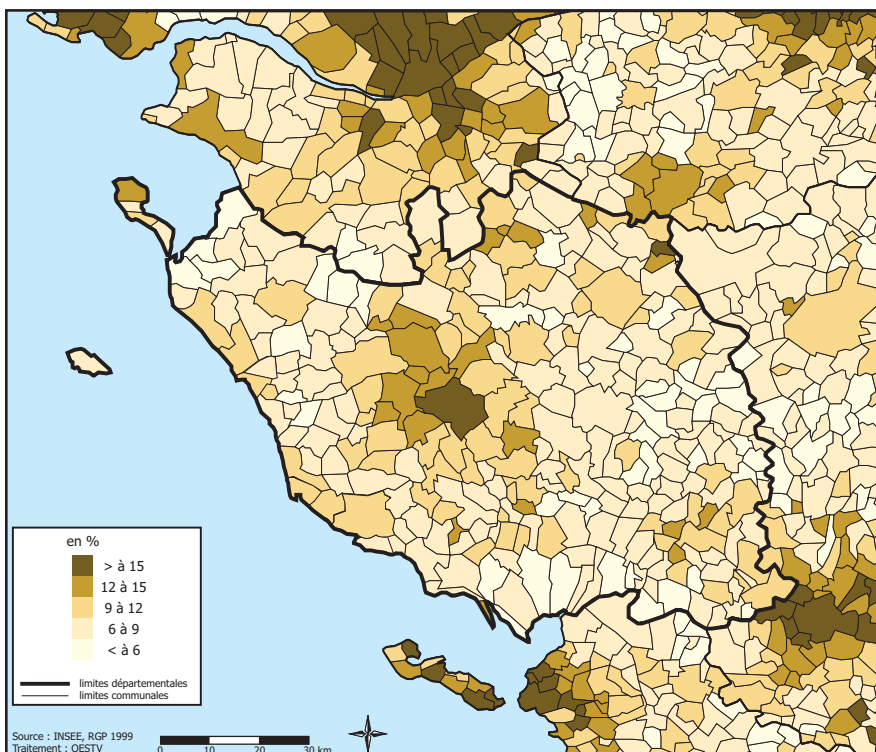 en %
> à 15
12 à 15
9 à 12
6 à 9
< à 6
limites départementales
limites communales
Source : INSEE, RGP 1999
Traitement : OESTV
0 10 20 30 km